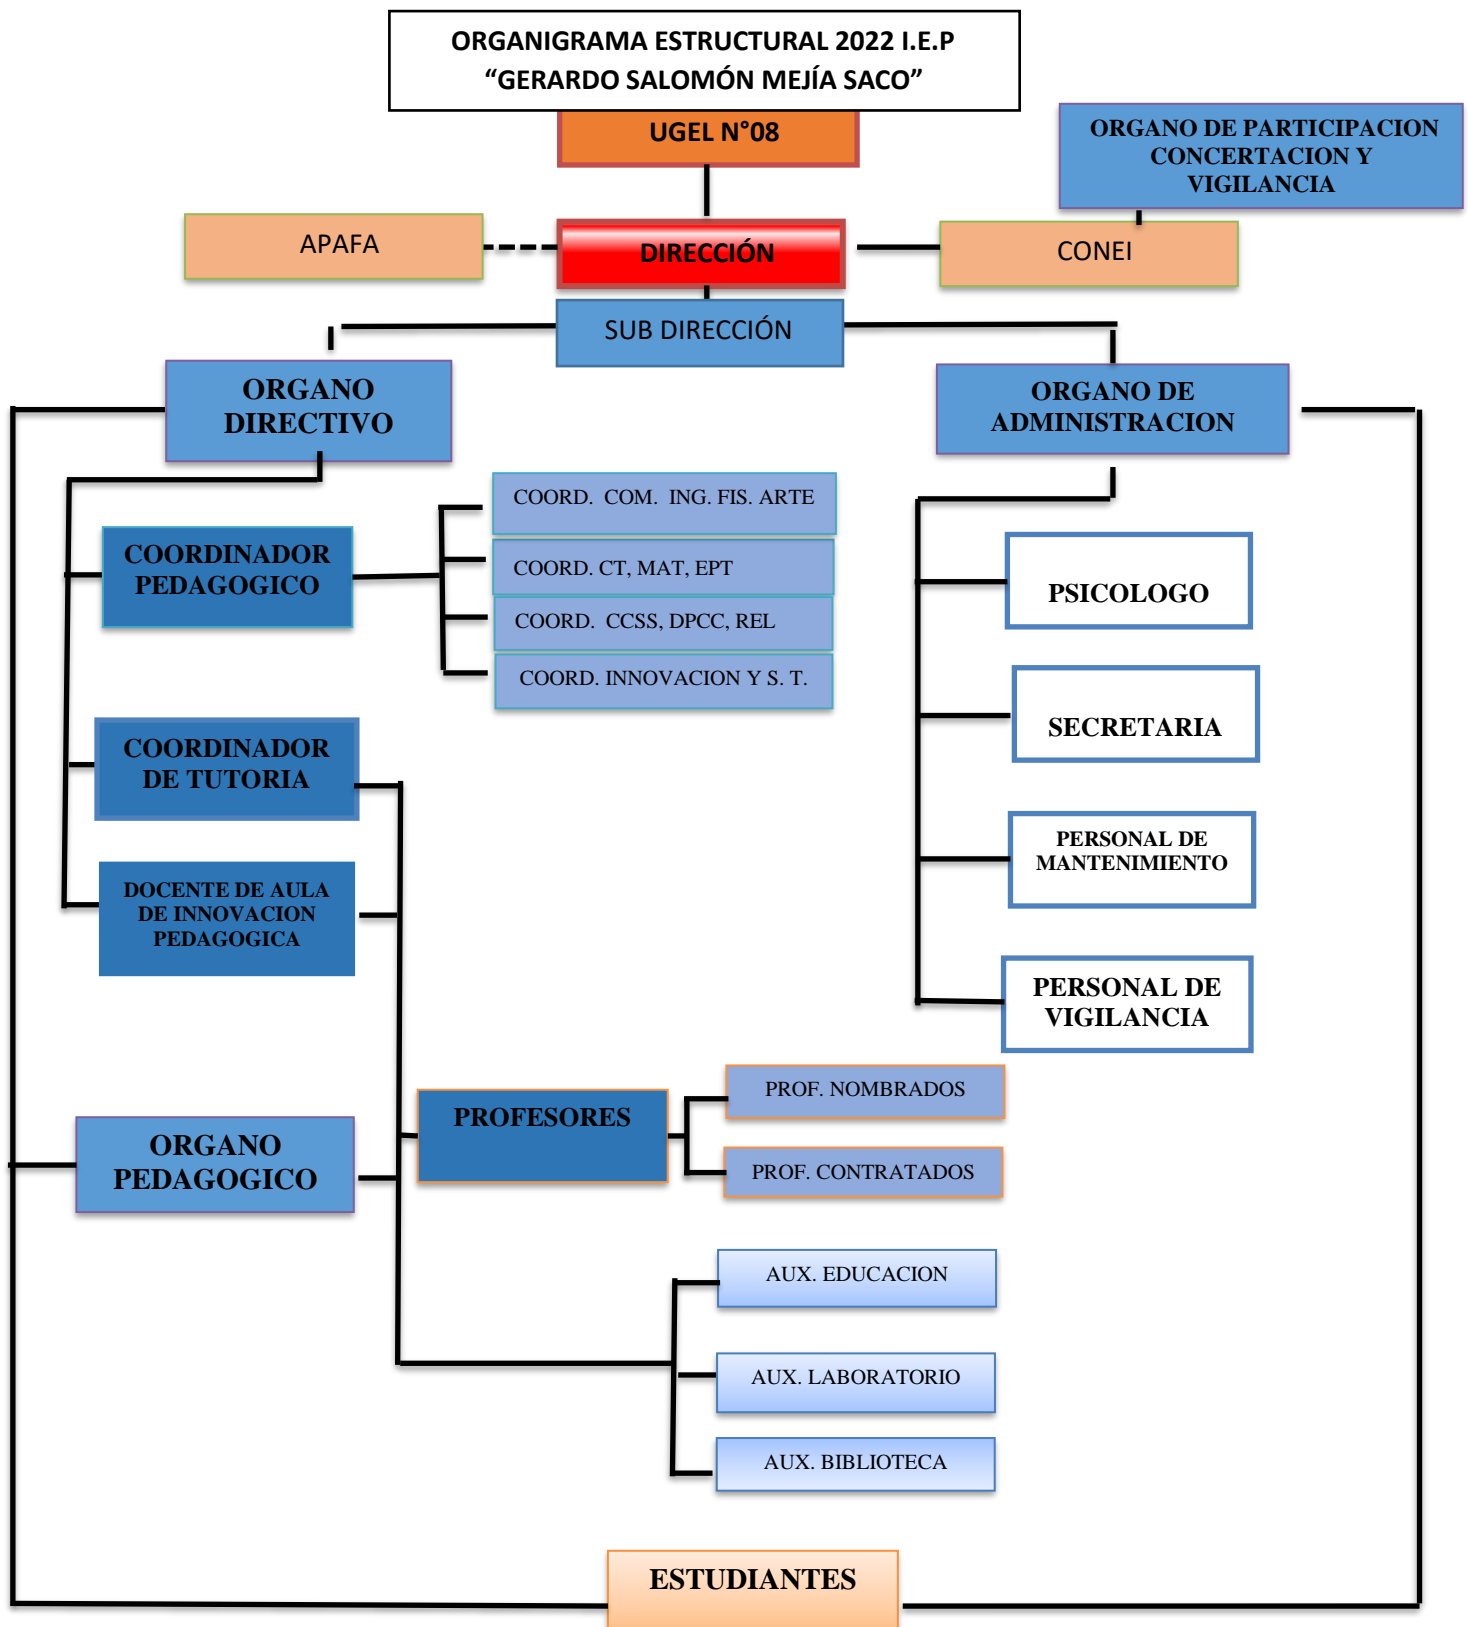 ORGANIGRAMA ESTRUCTURAL 2022 I.E.P
“GERARDO SALOMÓN MEJÍA SACO”
UGEL N°08
ORGANO DE PARTICIPACION
CONCERTACION Y
VIGILANCIA
APAFA
DIRECCIÓN
CONEI
SUB DIRECCIÓN
ORGANO
DIRECTIVO
ORGANO DE
ADMINISTRACION
COORDINADOR
PEDAGOGICO
COORD. COM. ING. FIS. ARTE
COORD. CT, MAT, EPT
COORD. CCSS, DPCC, REL
COORD. INNOVACION Y S. T.
PSICOLOGO
SECRETARIA
COORDINADOR
DE TUTORIA
PERSONAL DE
MANTENIMIENTO
DOCENTE DE AULA
DE INNOVACION
PEDAGOGICA
PERSONAL DE
VIGILANCIA
ORGANO
PEDAGOGICO
PROFESORES
PROF. NOMBRADOS
PROF. CONTRATADOS
AUX. EDUCACION
AUX. LABORATORIO
AUX. BIBLIOTECA
ESTUDIANTES